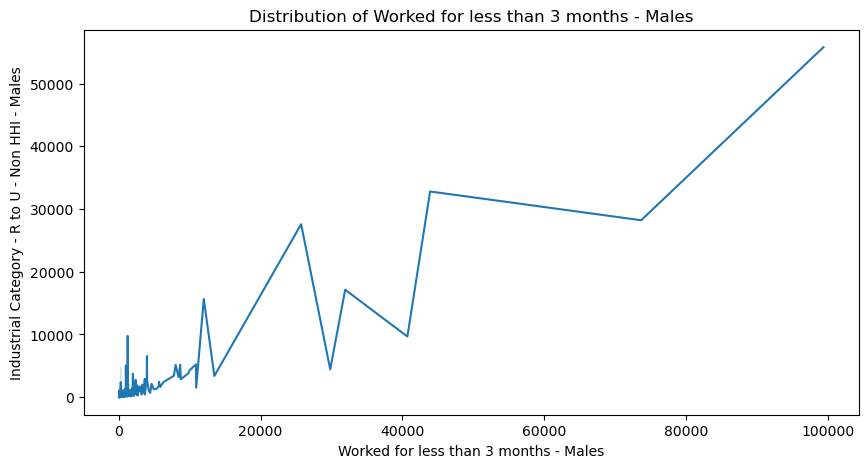 Distribution of Worked for less than 3 months - Males
Industrial Category - R to U - Non HHI - Males
50000
40000
30000
20000
10000
0
0 20000 40000 60000 80000 100000
Worked for less than 3 months - Males